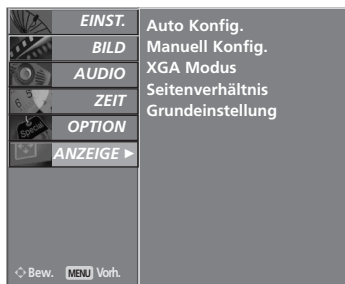 EINST.
BILD
AUDIO
ZEIT
OPTION
ANZEIGE ►
Auto Konfig.
Manuell Konfig.
XGA Modus
Seitenverhältnis
Grundeinstellung
Bew. MENU Vorh.